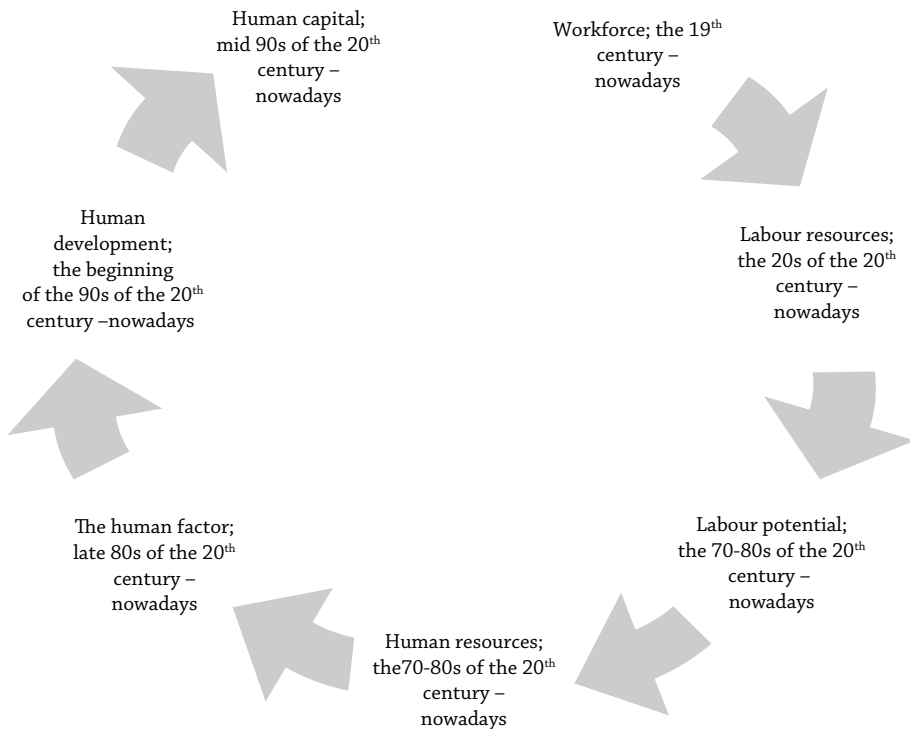 Human capital;
mid 90s of the 20th
century –
nowadays
Workforce; the 19th
century –
nowadays
Labour resources;
the 20s of the 20th
century –
nowadays
Labour potential;
the 70-80s of the 20th
century –
nowadays
Human resources;
the70-80s of the 20th
century –
nowadays
The human factor;
late 80s of the 20th
century –
nowadays
Human
development;
the beginning
of the 90s of the 20th
century –nowadays